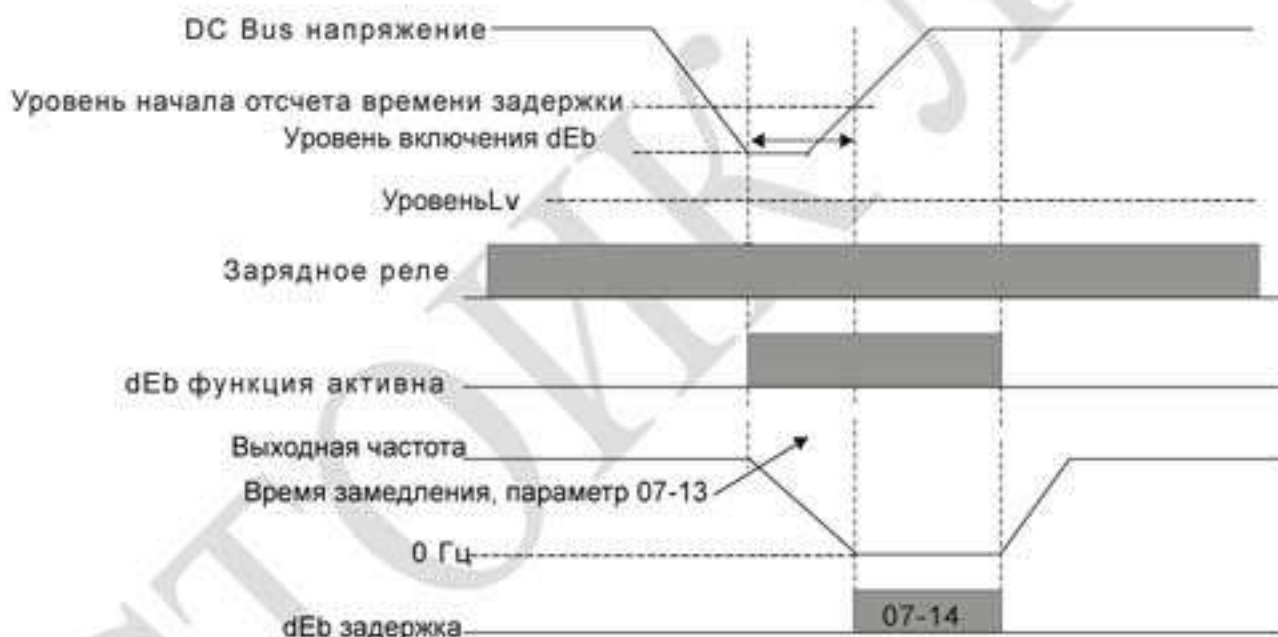 DC Bus напряжение
Уровень начала отсчета времени задержки
Уровень включения dEb
УровеньLv
Зарядное реле
dEb функция активна
Выходная частота
Время замедления, параметр 07-13
0 Гц
07-14
dEb задержка